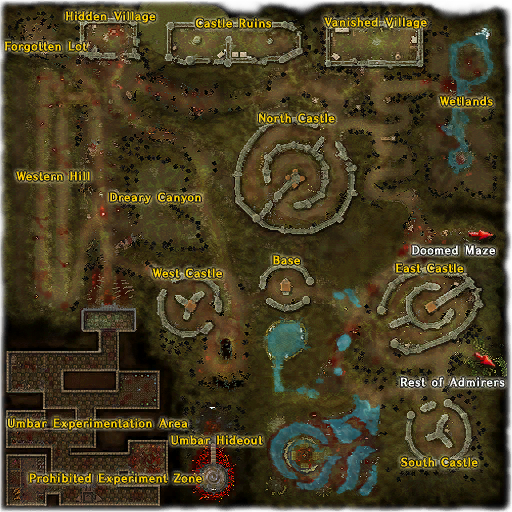 Hidden Village
Castle Ruins
Vanished Village
Forgotten Lot
Wetlands
North Castle
Western Hill
Dreary Canyon
Doomed Maze
Base
West Castle
East Castle
Rest of Admirers
Umbar Experimentation Area
Umbar Hideout
South Castle
Prohibited Experiment Zone